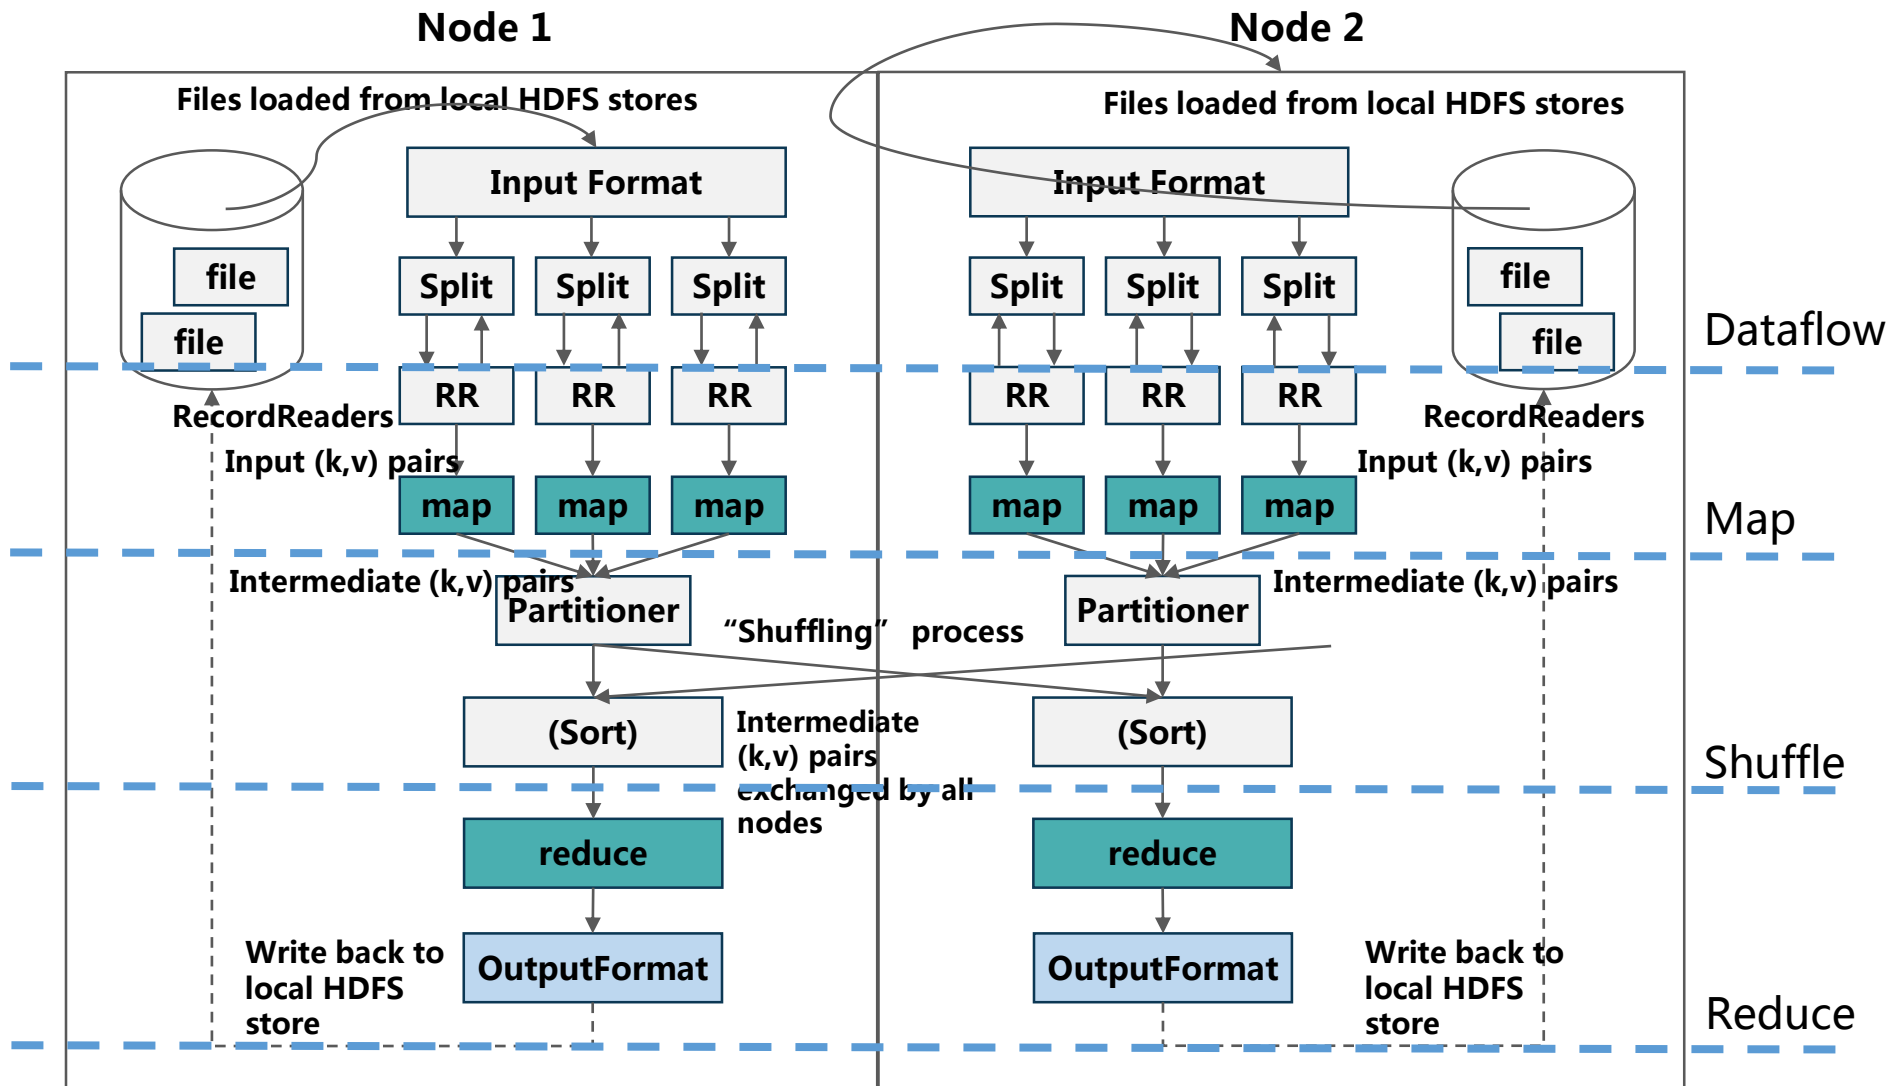 Node 1
Node 2
Files loaded from local HDFS stores
Files loaded from local HDFS stores
Input Format
Input Format
file
file
Split
Split
Split
Split
Split
Split
file
file
Dataflow
RR
RR
RR
RR
RR
RR
RecordReaders
RecordReaders
Input (k,v) pairs
Input (k,v) pairs
map
map
map
map
map
map
Map
Intermediate (k,v) pairs
Intermediate (k,v) pairs
Partitioner
Partitioner
“Shuffling” process
(Sort)
(Sort)
Intermediate
(k,v) pairs
exchanged by all
nodes
Shuffle
reduce
reduce
OutputFormat
OutputFormat
Write back to
local HDFS
store
Write back to
local HDFS
store
Reduce